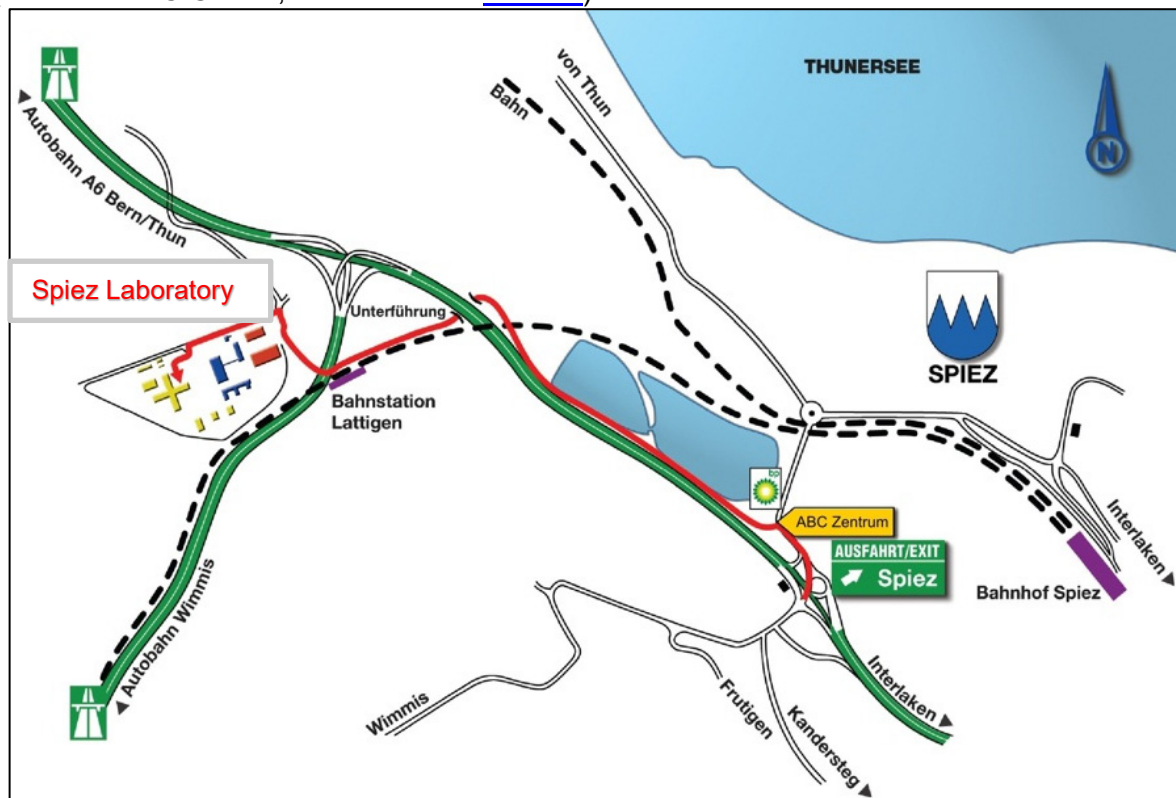 THUNERSEE
von Thun
Bahn
N
Autobahn A6 Bern/Thun
Spiez Laboratory
Unterführung
SPIEZ
Bahnstation
Lattigen
bp
ABC Zentrum
AUSFAHRT/EXIT
Spiez
Interlaken
Bahnhof Spiez
Autobahn Wimmis
Wimmis
Frutigen
Kandersteg
Interlaken